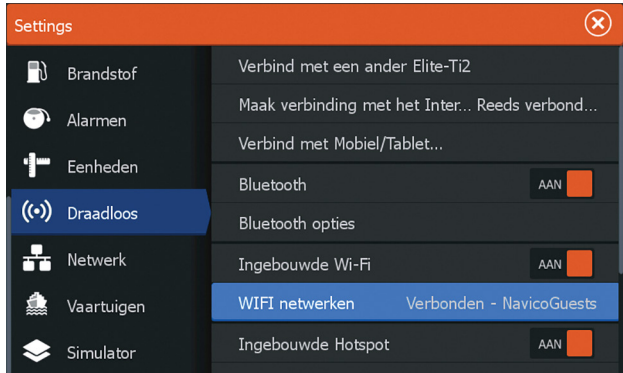 Settings
Brandstof
Alarmen
Eenheden
Draadloos
Netwerk
Vaartuigen
Simulator
Verbind met een ander Elite-Ti2
Maak verbinding met het Inter... Reeds verbond...
Verbind met Mobiel/Tablet...
Bluetooth AAN
Bluetooth opties
Ingebouwde Wi-Fi AAN
WIFI netwerken Verbonden - NavicoGuests
Ingebouwde Hotspot AAN